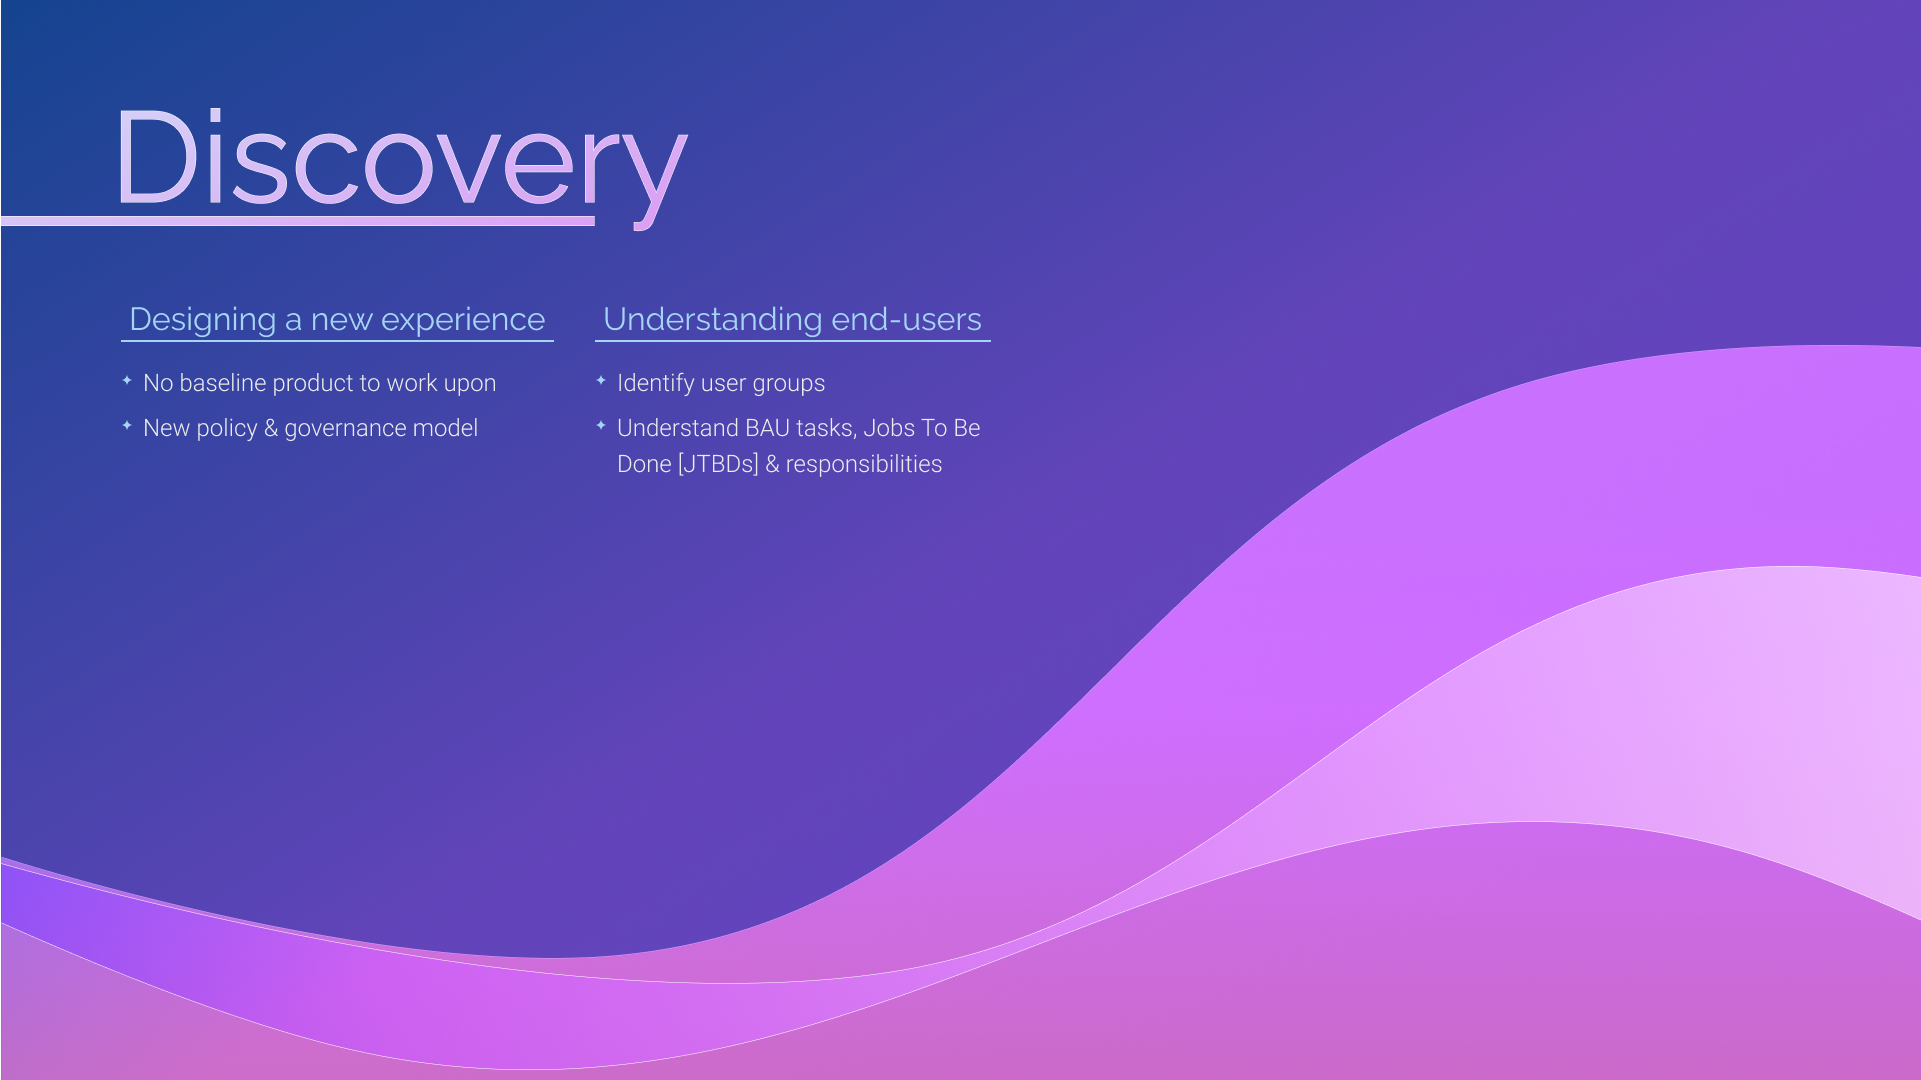 Discovery
Designing a new experience
No baseline product to work upon
New policy & governance model
Understanding end-users
Identify user groups
Understand BAU tasks, Jobs To Be
Done [JTBDs] & responsibilities